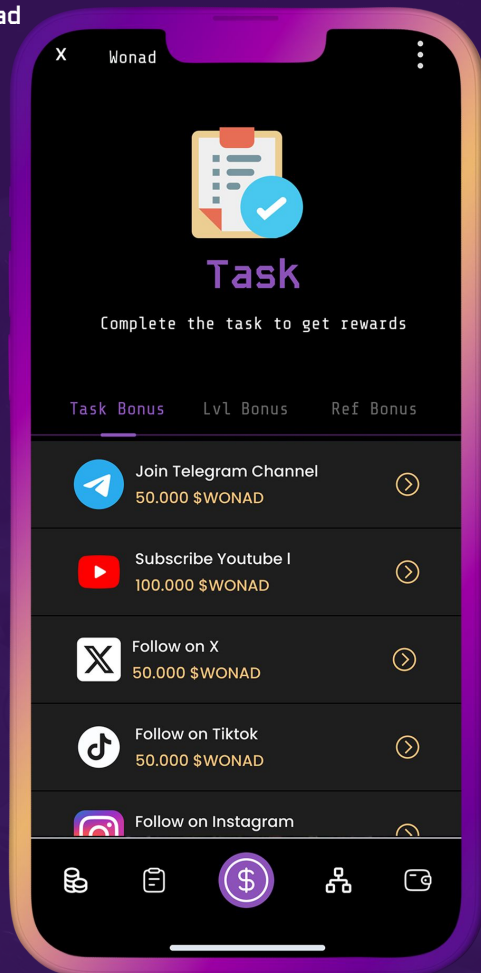 ad
X Wonad
Task
Complete the task to get rewards
Task Bonus Lvl Bonus Ref Bonus
Join Telegram Channel
50.000 $WONAD
Subscribe Youtube l
100.000 $WONAD
Follow on X
50.000 $WONAD
Follow on Tiktok
50.000 $WONAD
Follow on Instagram
$